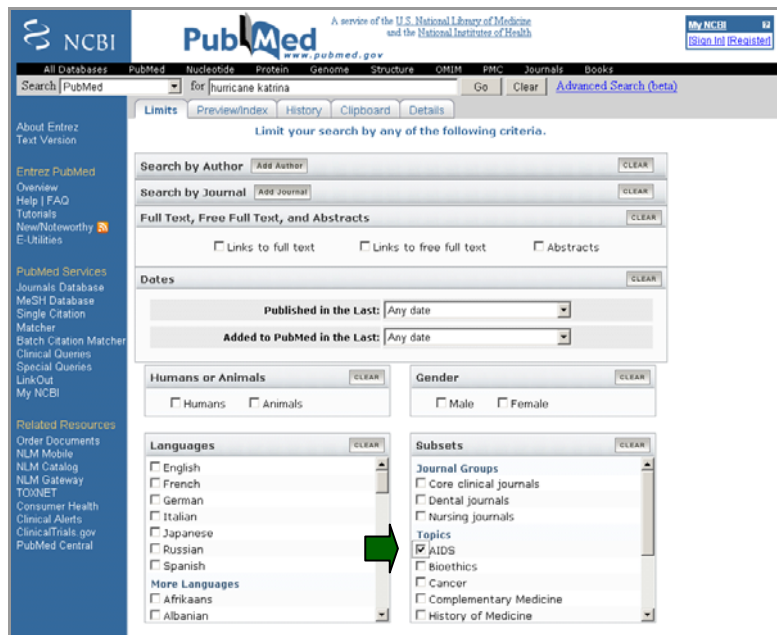 NCBI
PubMed
www.pubmed.gov
A service of the U.S. National Library of Medicine
and the National Institutes of Health
My NCBI
[Sign In] [Register]
All Databases PubMed Nucleotide Protein Genome Structure OMIM PMC Journals Books
Search PubMed for hurricane katrina Go Clear Advanced Search (beta)
Limits Preview/Index History Clipboard Details
Limit your search by any of the following criteria.
About Entrez
Text Version
Entrez PubMed
Overview
Help | FAQ
Tutorials
New/Noteworthy
E-Utilities
PubMed Services
Journals Database
MeSH Database
Single Citation
Matcher
Batch Citation Matcher
Clinical Queries
Special Queries
LinkOut
My NCBI
Related Resources
Order Documents
NLM Mobile
NLM Catalog
NLM Gateway
TOXNET
Consumer Health
Clinical Alerts
ClinicalTrials.gov
PubMed Central
Search by Author Add Author CLEAR
Search by Journal Add Journal CLEAR
Full Text, Free Full Text, and Abstracts CLEAR
Links to full text Links to free full text Abstracts
Dates CLEAR
Published in the Last: Any date
Added to PubMed in the Last: Any date
Humans or Animals CLEAR
Humans Animals
Gender CLEAR
Male Female
Languages CLEAR
English
French
German
Italian
Japanese
Russian
Spanish
More Languages
Afrikaans
Albanian
Subsets CLEAR
Journal Groups
Core clinical journals
Dental journals
Nursing journals
Topics
AIDS
Bioethics
Cancer
Complementary Medicine
History of Medicine